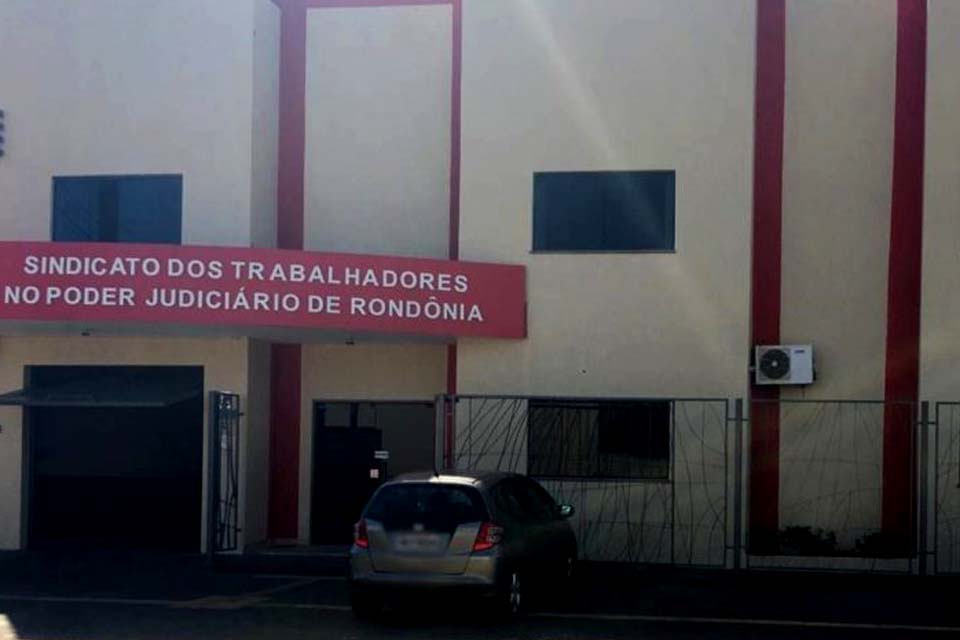 SINDICATO DOS TRABALHADORES
NO PODER JUDICIÁRIO DE RONDÔNIA